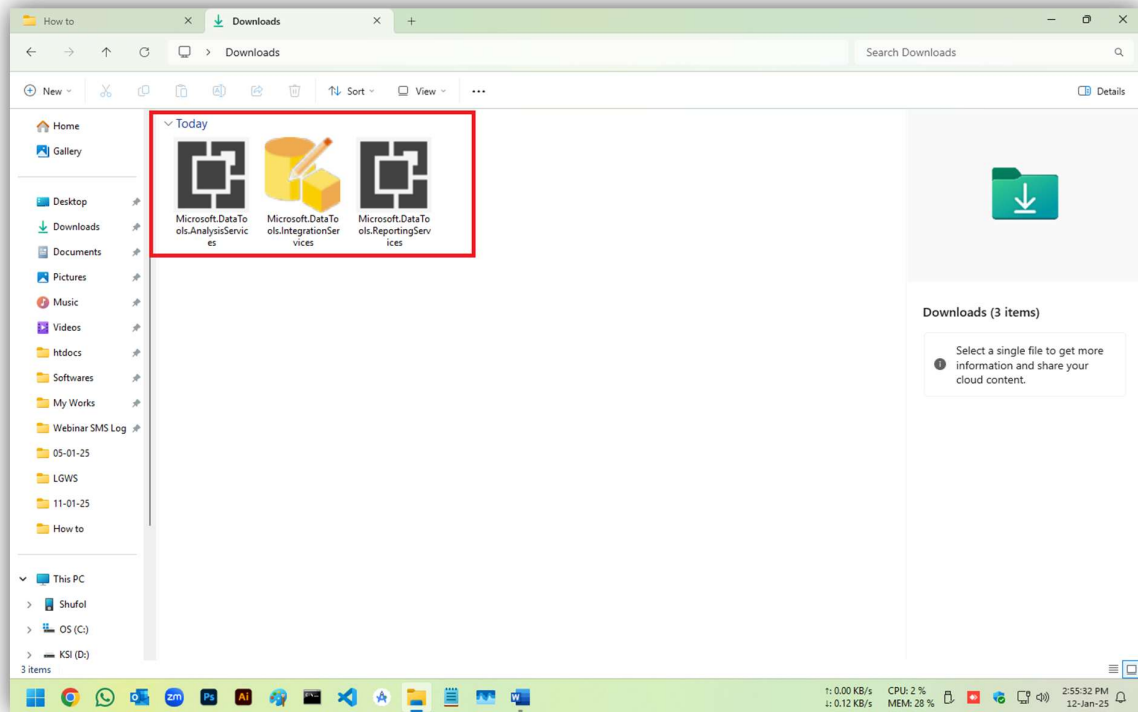 How to
Downloads
Downloads
Search Downloads
New
Sort
View
Details
Home
Gallery
Desktop
Downloads
Documents
Pictures
Music
Videos
htdocs
Softwares
My Works
Webinar SMS Log
05-01-25
LGWS
11-01-25
How to
This PC
Shufol
OS (C:)
KSI (D:)
3 items
Today
Microsoft.DataTo
ols.AnalysisServic
es
Microsoft.DataTo
ols.IntegrationSer
vices
Microsoft.DataTo
ols.ReportingServ
ices
Downloads (3 items)
Select a single file to get more
information and share your
cloud content.
zm
Ps
Ai
↑: 0.00 KB/s
↓: 0.12 KB/s
CPU: 2 %
MEM: 28 %
2:55:32 PM
12-Jan-25